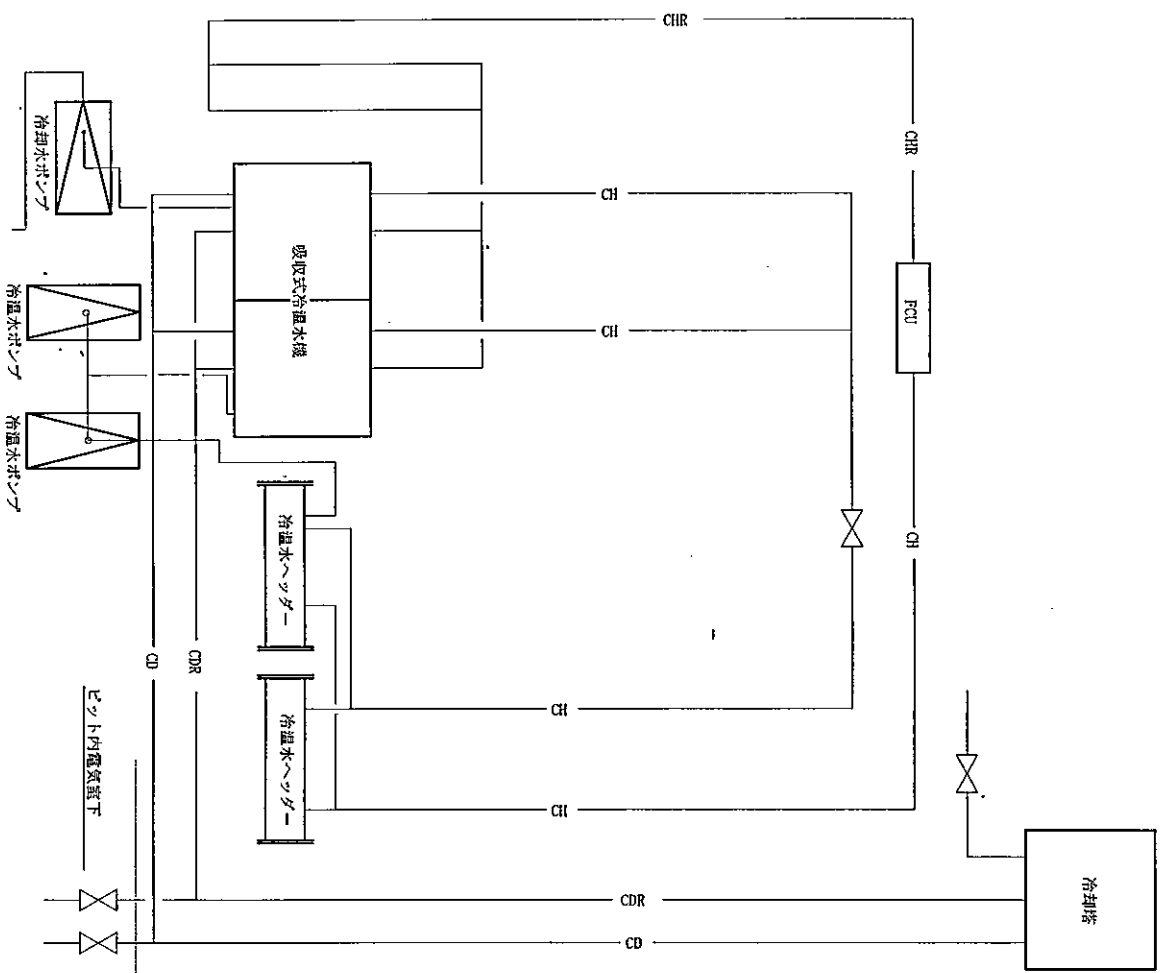 CHR
CHR
冷却水ポンプ
CH
吸収式冷温水機
FCU
冷温水ポンプ
CH
冷温水ポンプ
冷温水ヘッダー
CH
CD
CDR
ピット内電気室下
冷温水ヘッダー
CH
CH
冷却塔
CDR
CD